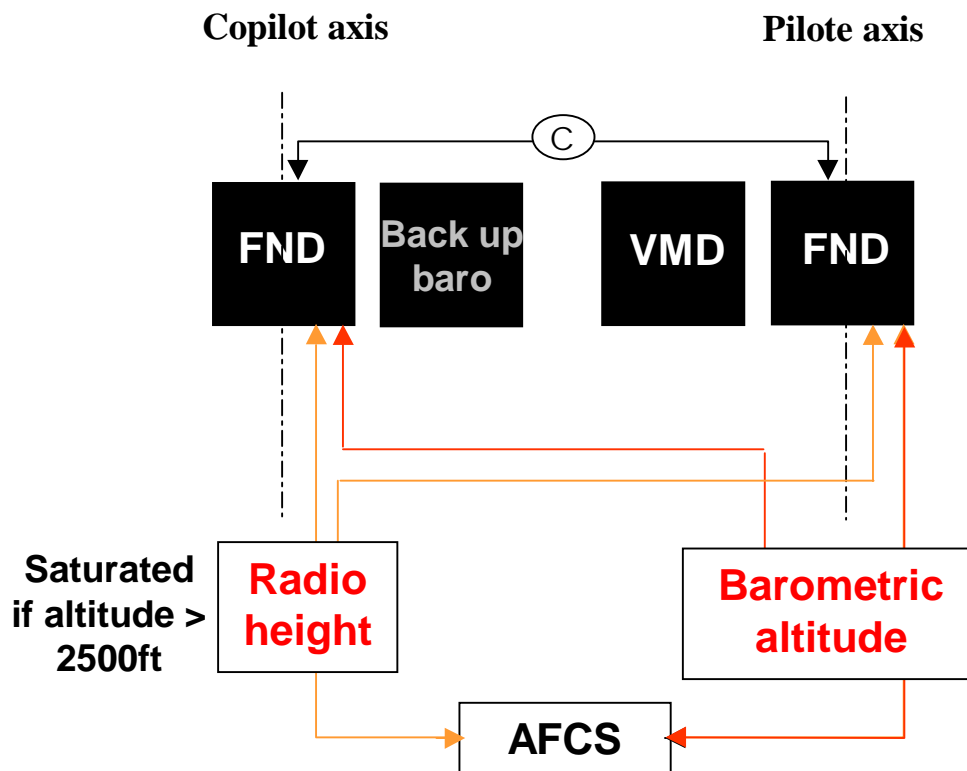 Copilot axis
Pilote axis
C
FND
Back up
baro
VMD
FND
Saturated
if altitude >
2500ft
Radio
height
Barometric
altitude
AFCS